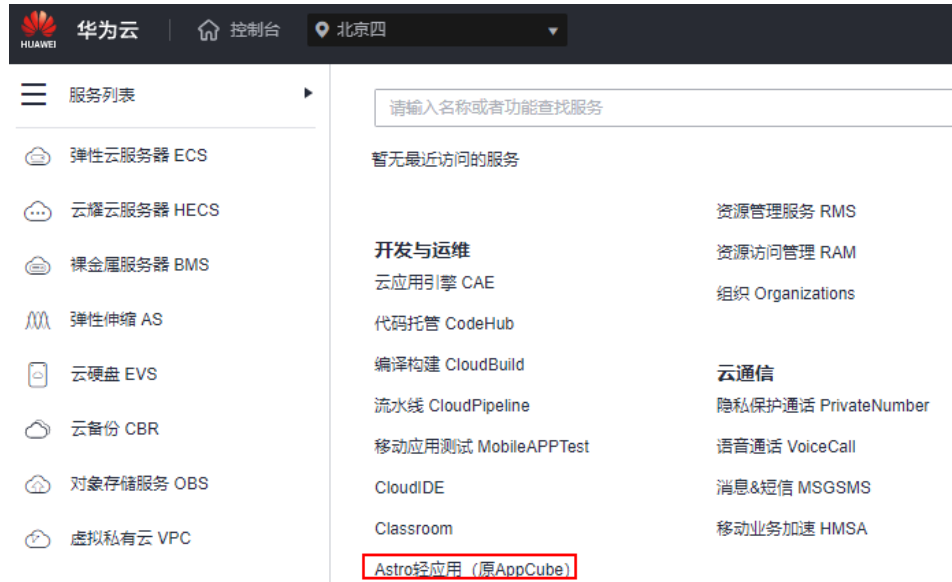 HUAWEI
华为云
控制台
北京四
服务列表
弹性云服务器 ECS
云耀云服务器 HECS
裸金属服务器 BMS
弹性伸缩 AS
云硬盘 EVS
云备份 CBR
对象存储服务 OBS
虚拟私有云 VPC
请输入名称或者功能查找服务
暂无最近访问的服务
开发与运维
云应用引擎 CAE
代码托管 CodeHub
编译构建 CloudBuild
流水线 CloudPipeline
移动应用测试 MobileAPPTest
CloudIDE
Classroom
Astro轻应用（原AppCube）
资源管理服务 RMS
资源访问管理 RAM
组织 Organizations
云通信
隐私保护通话 PrivateNumber
语音通话 VoiceCall
消息&短信 MSGSMS
移动业务加速 HMSA